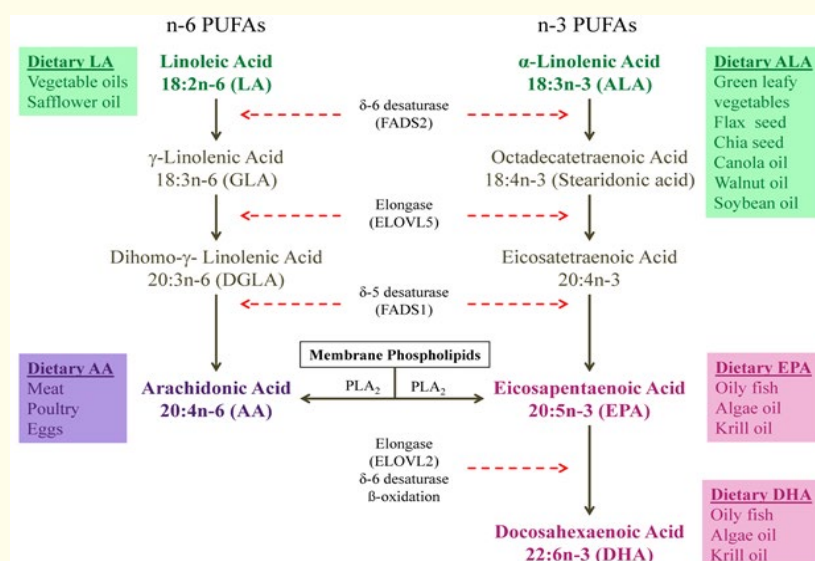 n-6 PUFAs
n-3 PUFAs
Dietary LA
Vegetable oils
Safflower oil
Linoleic Acid
18:2n-6 (LA)
α-Linolenic Acid
18:3n-3 (ALA)
Dietary ALA
Green leafy
vegetables
Flax seed
Chia seed
Canola oil
Walnut oil
Soybean oil
δ-6 desaturase
(FADS2)
γ-Linolenic Acid
18:3n-6 (GLA)
Octadecatetraenoic Acid
18:4n-3 (Stearidonic acid)
Elongase
(ELOVL5)
Dihomo-γ- Linolenic Acid
20:3n-6 (DGLA)
Eicosatetraenoic Acid
20:4n-3
δ-5 desaturase
(FADS1)
Membrane Phospholipids
PLA₂
PLA₂
Dietary AA
Meat
Poultry
Eggs
Arachidonic Acid
20:4n-6 (AA)
Eicosapentaenoic Acid
20:5n-3 (EPA)
Dietary EPA
Oily fish
Algae oil
Krill oil
Elongase
(ELOVL2)
δ-6 desaturase
ß-oxidation
Docosahexaenoic Acid
22:6n-3 (DHA)
Dietary DHA
Oily fish
Algae oil
Krill oil